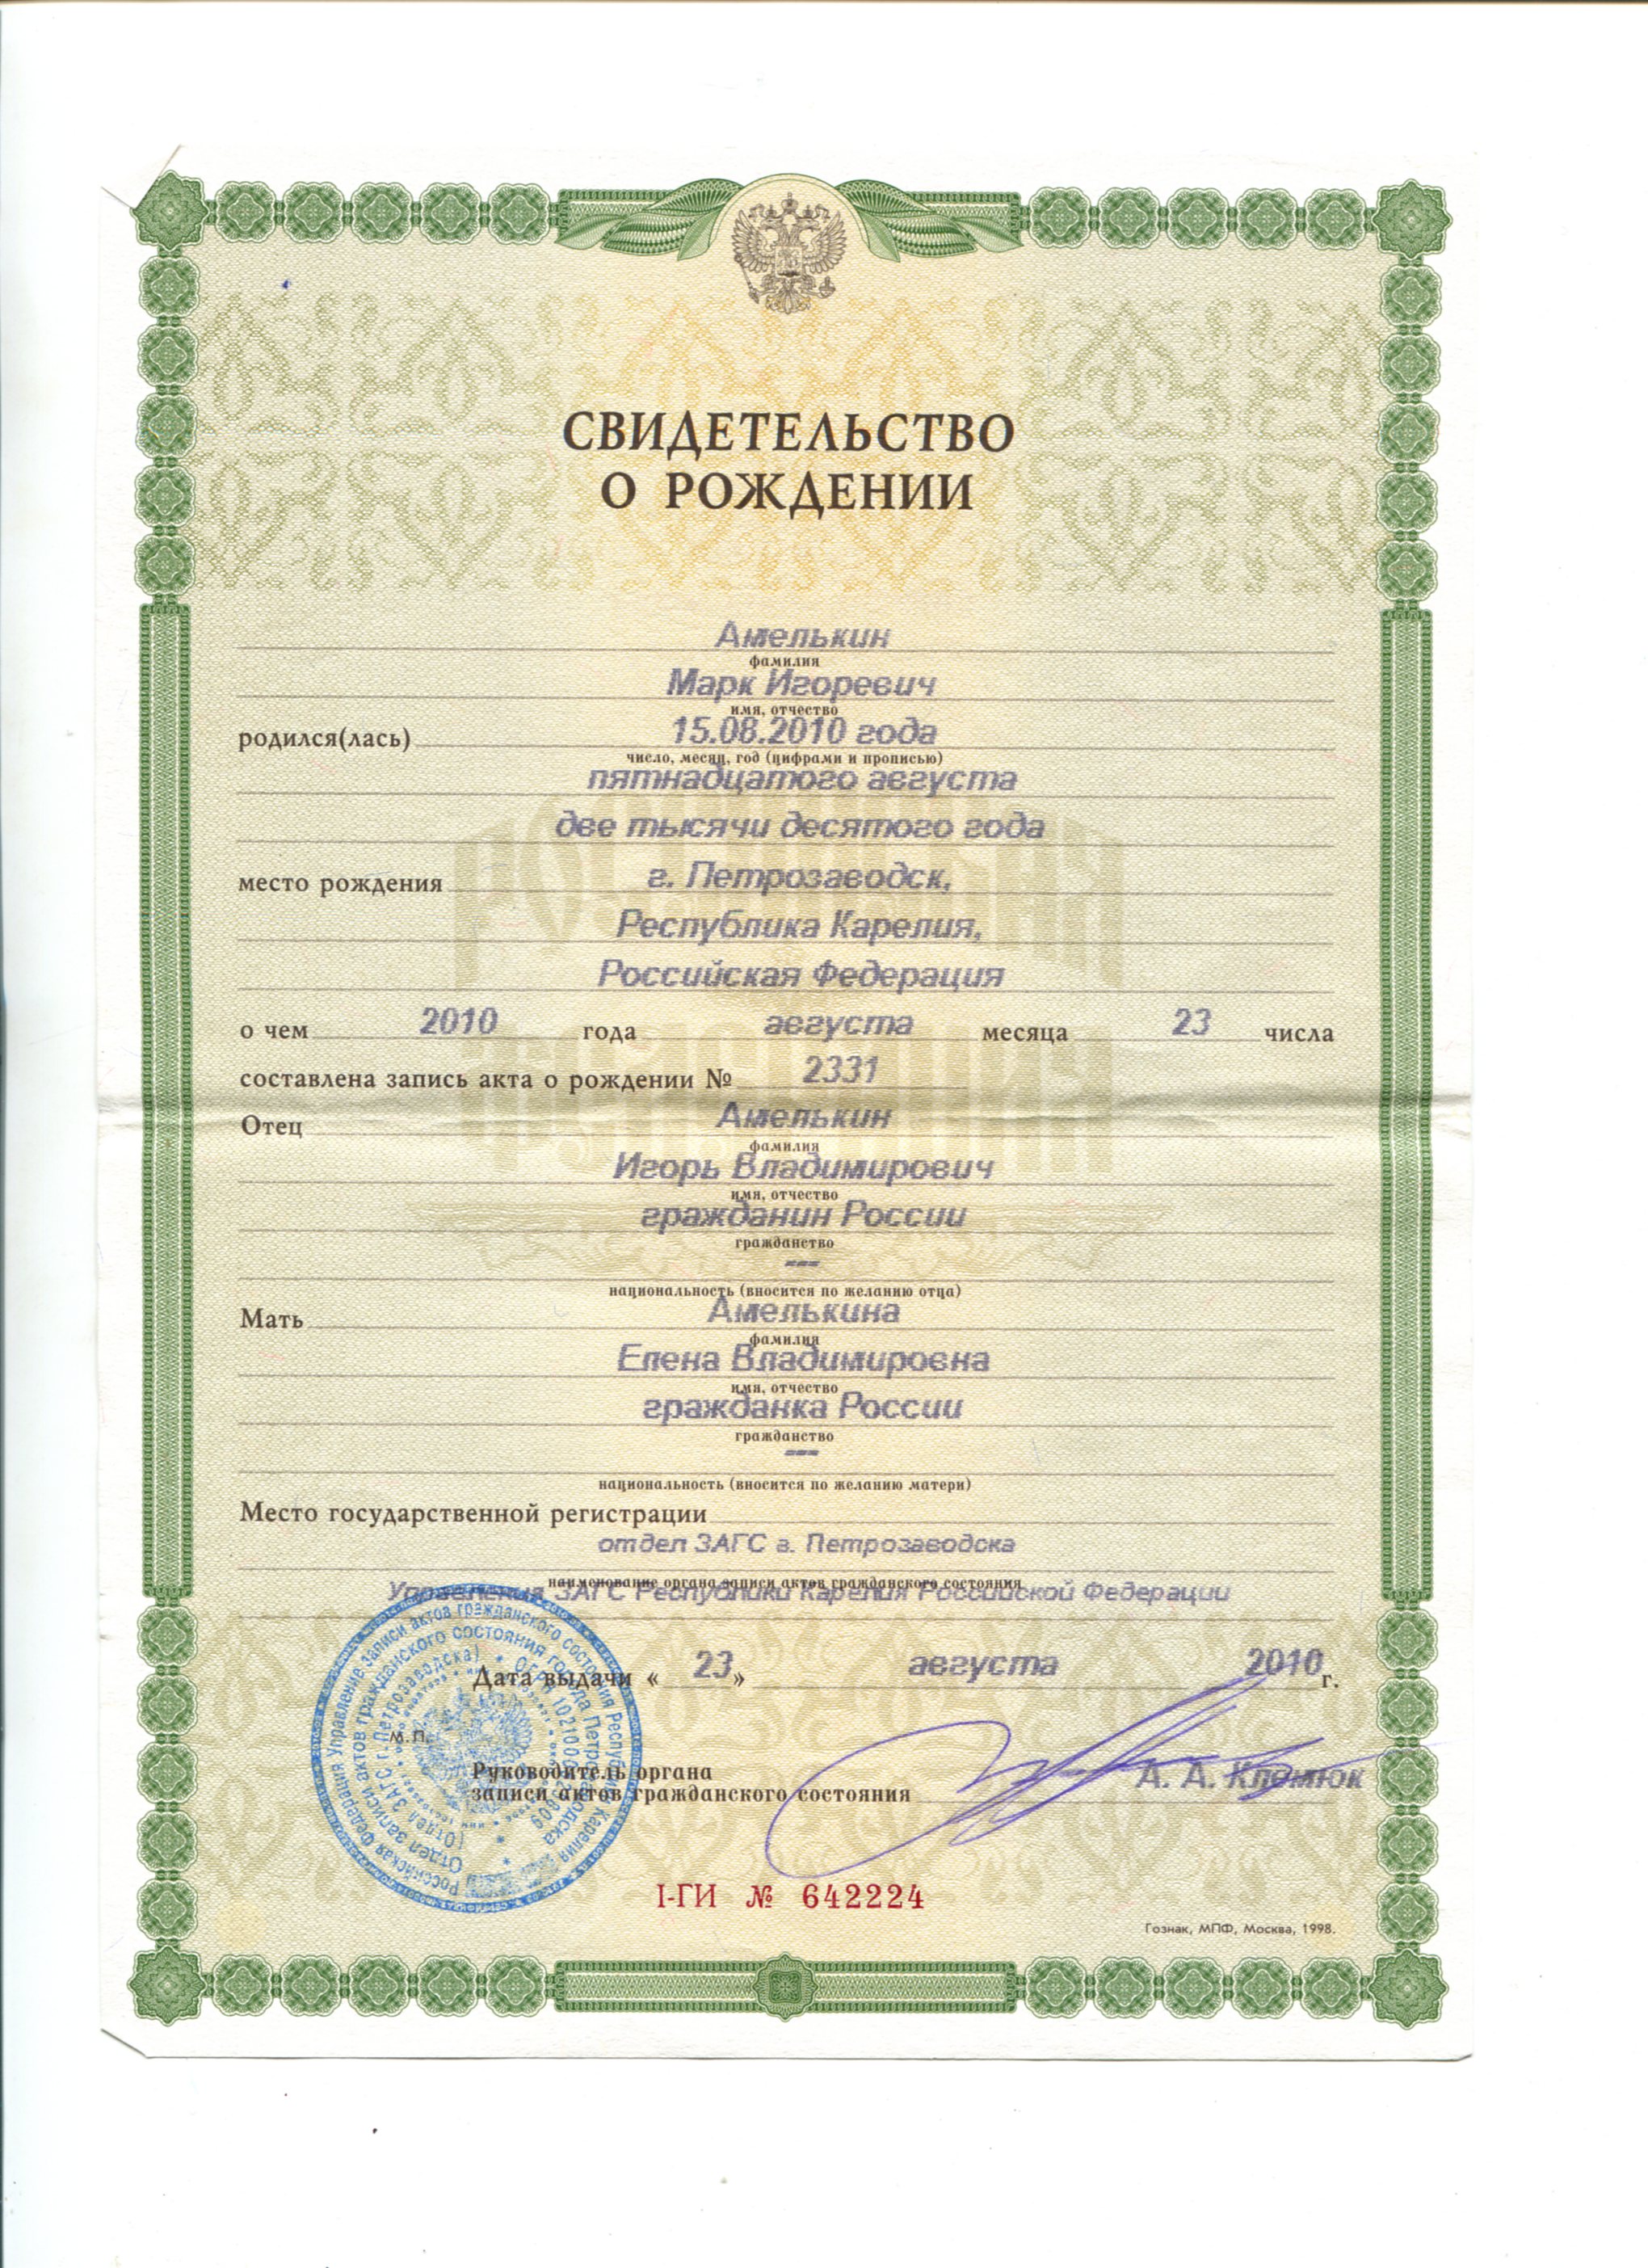 СВИДЕТЕЛЬСТВО
О РОЖДЕНИИ
Амелькин
фамилия
Марк Игоревич
имя, отчество
родился(лась) 15.08.2010 года
число, месяц, год (цифрами и прописью)
пятнадцатого августа
две тысячи десятого года
место рождения г. Петрозаводск,
Республика Карелия,
Российская Федерация
о чем 2010 года августа месяца 23 числа
составлена запись акта о рождении № 2331
Отец Амелькин
фамилия
Игорь Владимирович
имя, отчество
гражданин России
гражданство
---
национальность (вносится по желанию отца)
Мать Амелькина
фамилия
Елена Владимировна
имя, отчество
гражданка России
гражданство
---
национальность (вносится по желанию матери)
Место государственной регистрации
отдел ЗАГС г. Петрозаводска
наименование органа записи актов гражданского состояния
Управления ЗАГС Республики Карелия Российской Федерации
Дата выдачи « 23 » августа 2010 г.
М.П.
Руководитель органа
записи актов гражданского состояния А. А. Клемюк
Российская Федерация Управление записи актов гражданского состояния Республики Карелия
Отдел записи актов гражданского состояния города Петрозаводска
(Отдел ЗАГС г. Петрозаводска)
I-ГИ № 642224
Гознак, МПФ, Москва, 1998.